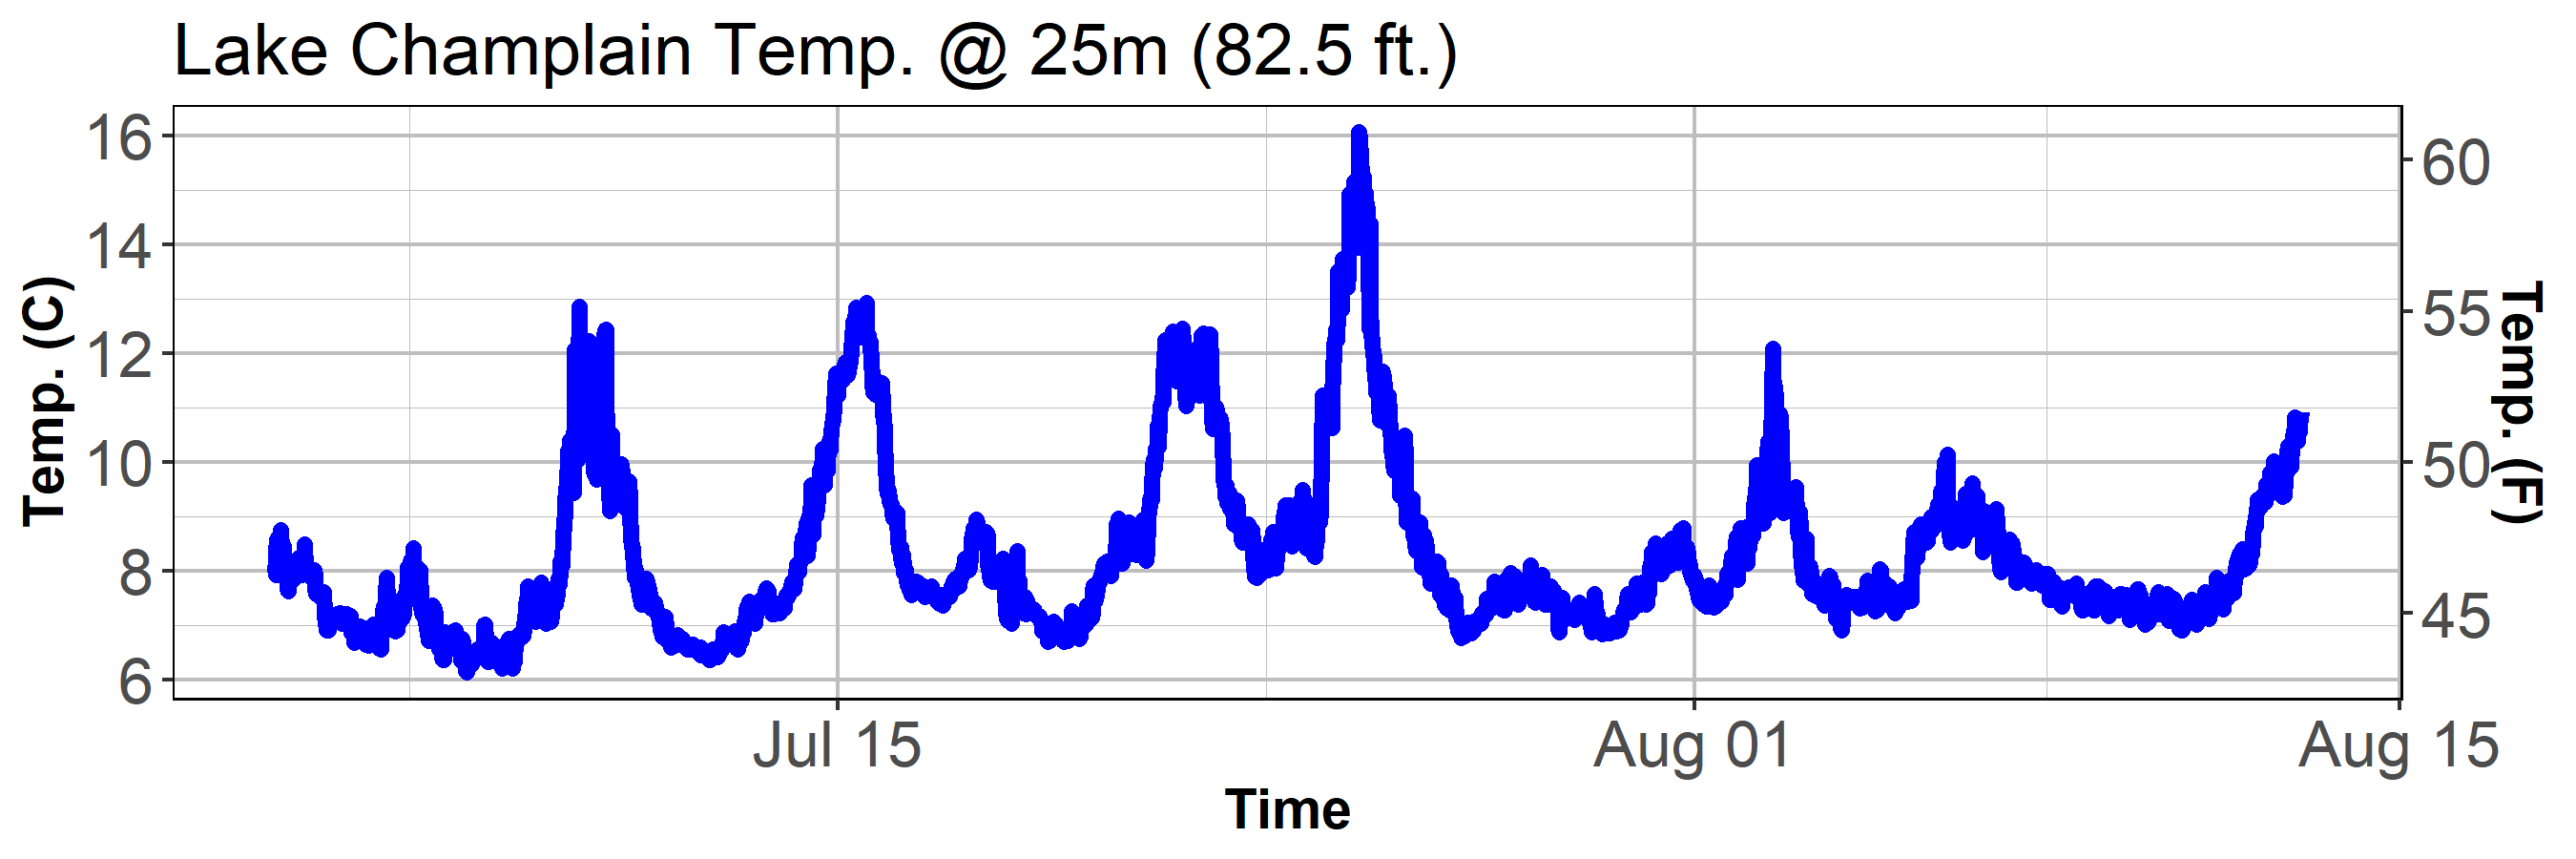 Lake Champlain Temp. @ 25m (82.5 ft.)
16
14
12
10
8
6
Temp. (C)
60
55
50
45
Temp. (F)
Jul 15
Aug 01
Aug 15
Time